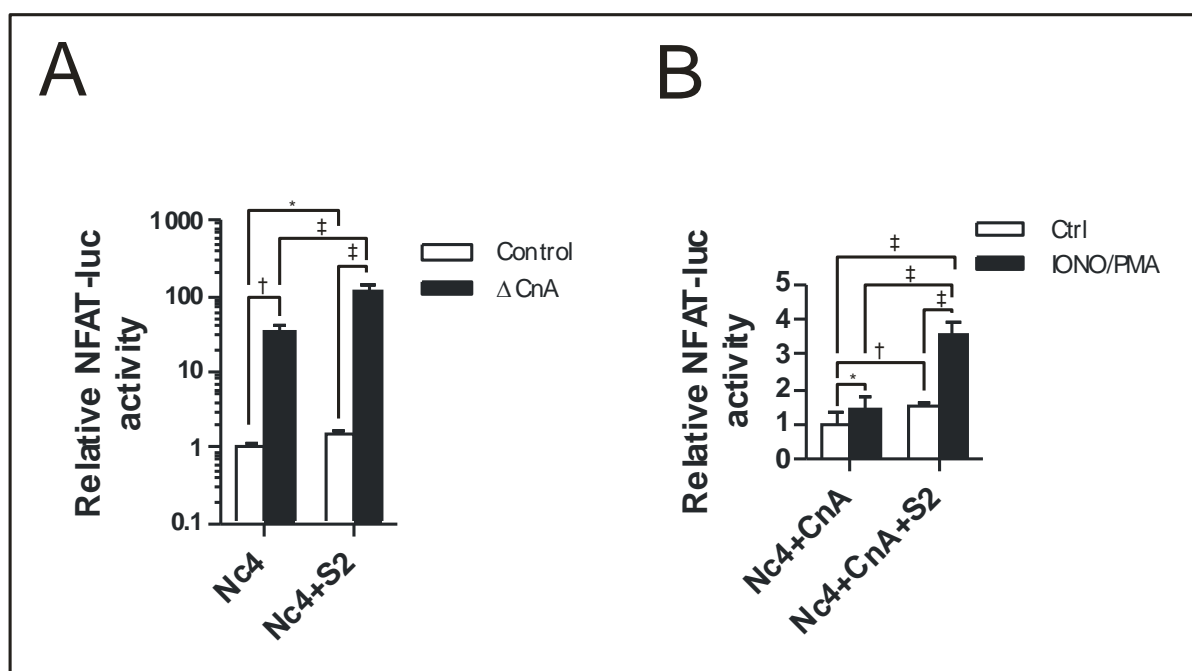 A
Relative NFAT-luc
activity
1000
100
10
1
0.1
*
‡
‡
†
Control
ΔCnA
Nc4
Nc4+S2
B
Relative NFAT-luc
activity
5
4
3
2
1
0
‡
‡
‡
†
*
Ctrl
IONO/PMA
Nc4+CnA
Nc4+CnA+S2